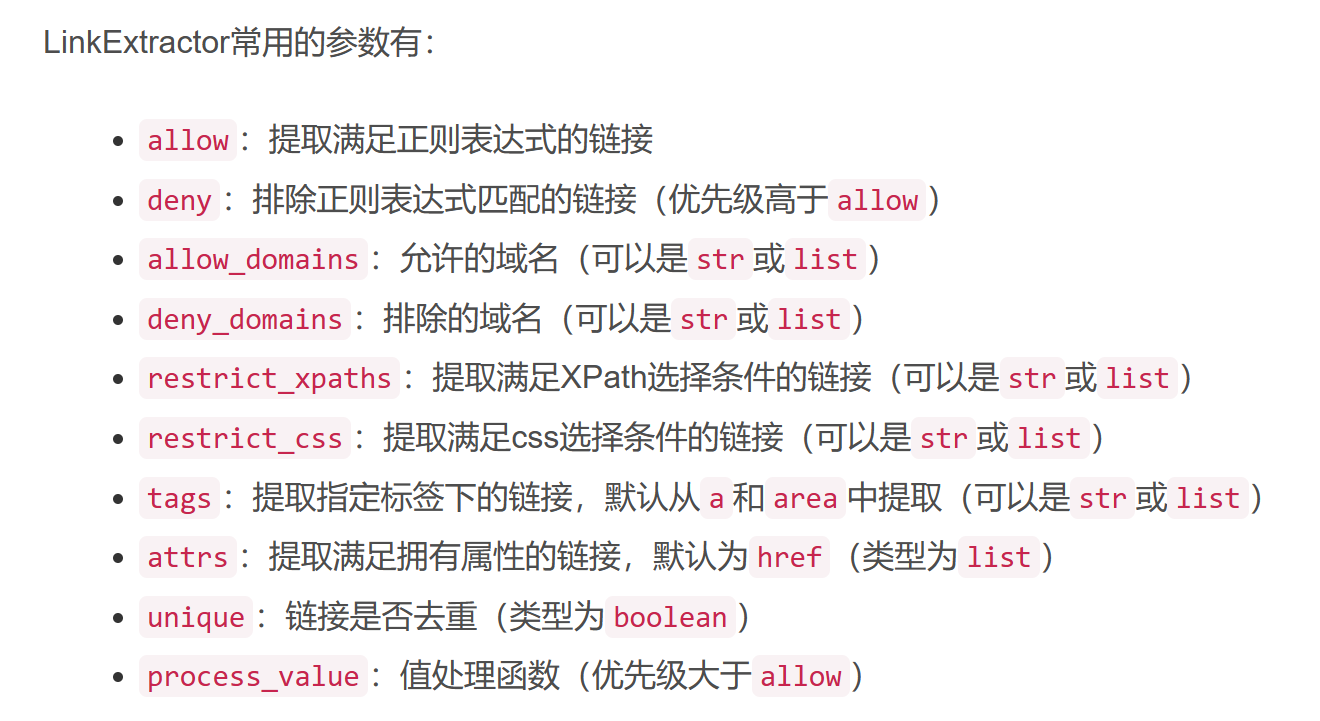 LinkExtractor常用的参数有：
allow：提取满足正则表达式的链接
deny：排除正则表达式匹配的链接（优先级高于allow）
allow_domains：允许的域名（可以是str或list）
deny_domains：排除的域名（可以是str或list）
restrict_xpaths：提取满足XPath选择条件的链接（可以是str或list）
restrict_css：提取满足css选择条件的链接（可以是str或list）
tags：提取指定标签下的链接，默认从a和area中提取（可以是str或list）
attrs：提取满足拥有属性的链接，默认为href（类型为list）
unique：链接是否去重（类型为boolean）
process_value：值处理函数（优先级大于allow）